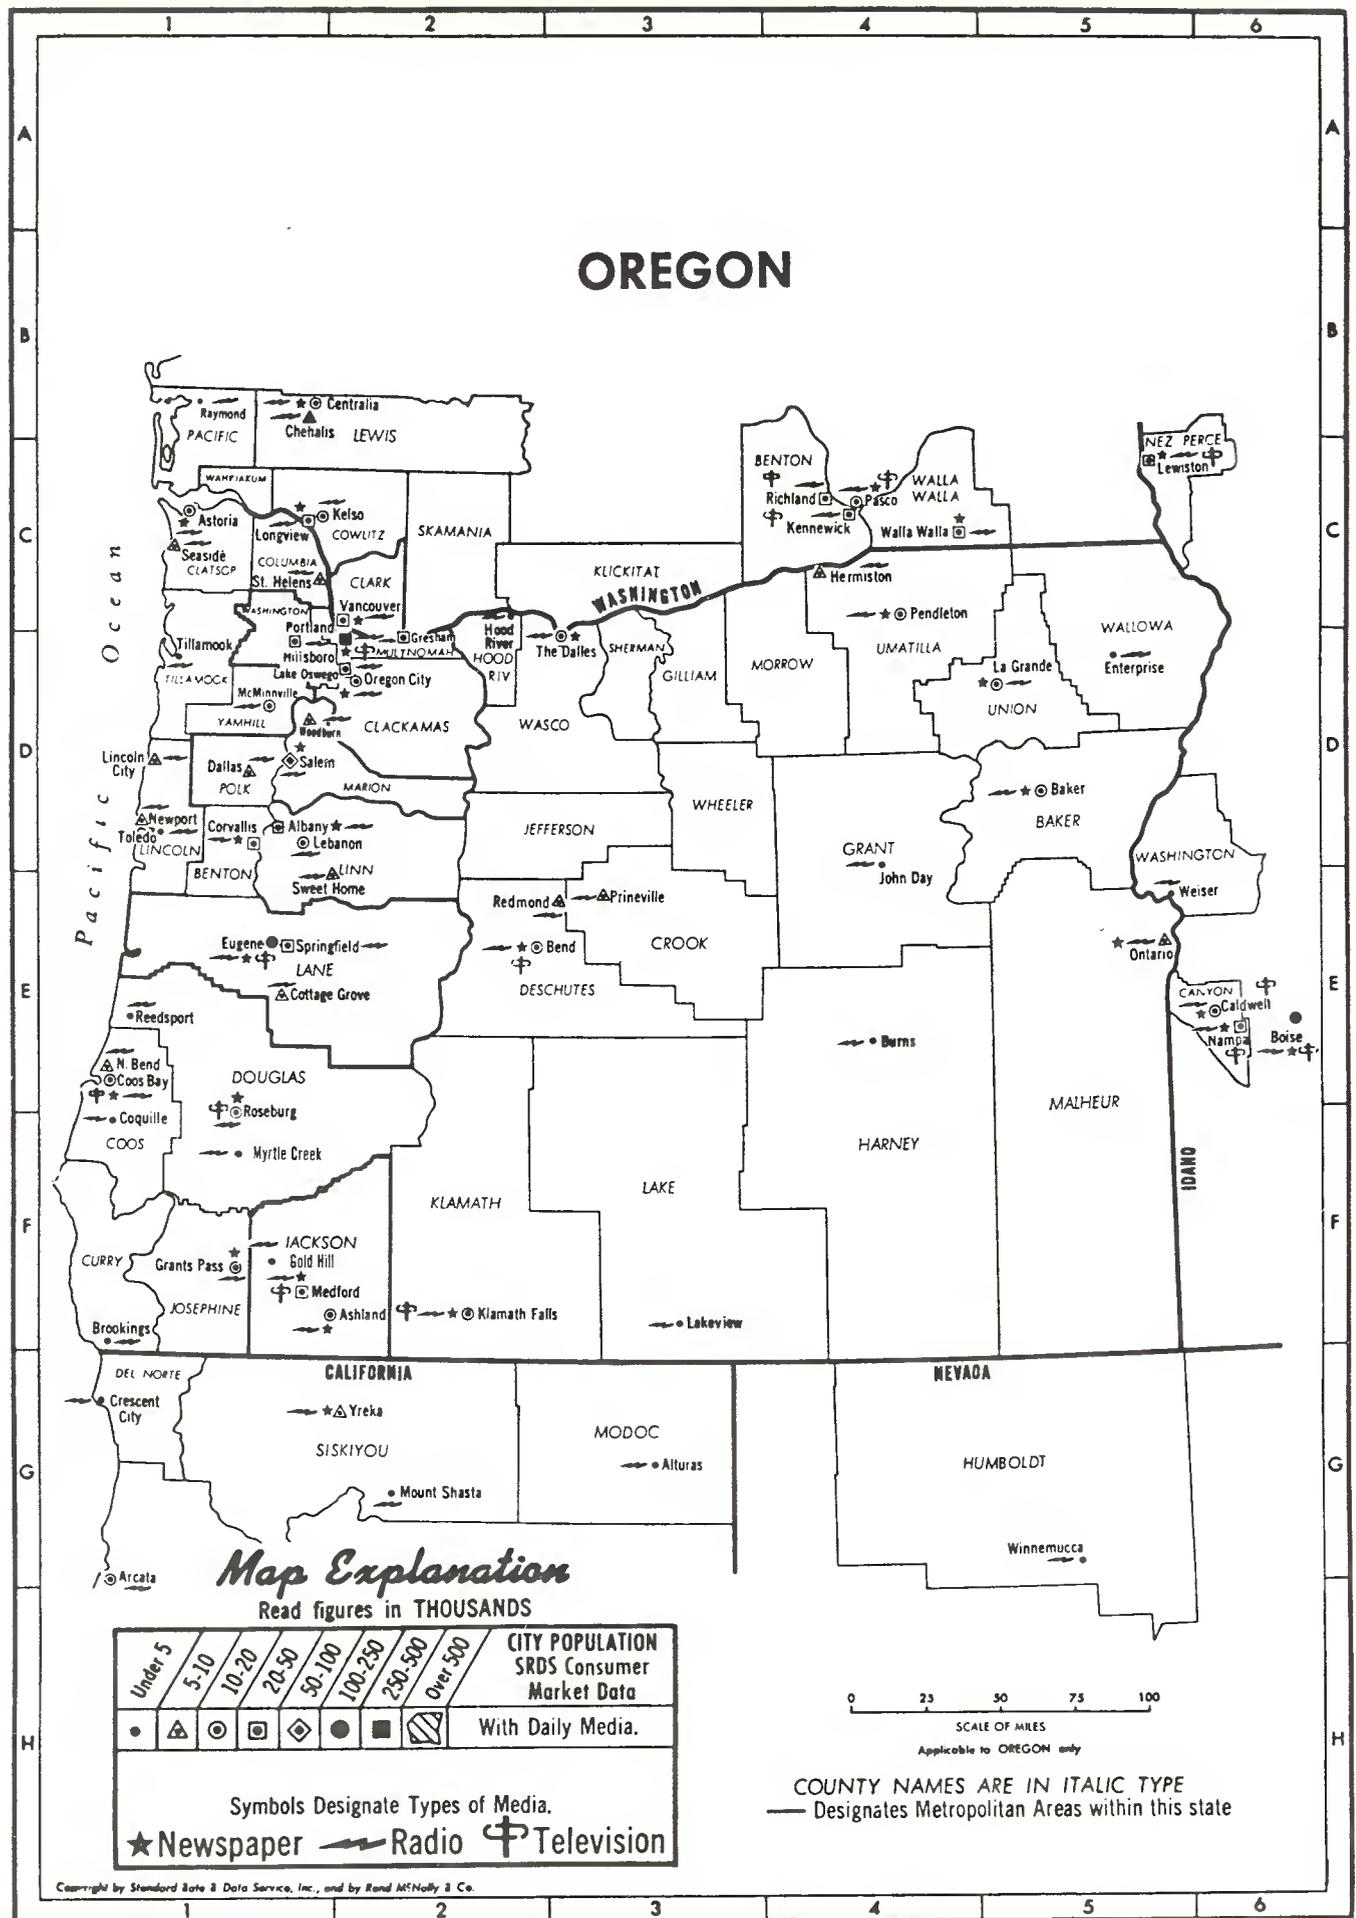 1 2 3 4 5 6
A A
B B
C C
D D
E E
F F
G G
H H
OREGON
Pacific Ocean
Raymond
PACIFIC
Centralia
Chehalis
LEWIS
WAHKIAKUM
Astoria
Seaside
CLATSOP
Longview
Kelso
COWLITZ
COLUMBIA
St. Helens
SKAMANIA
CLARK
Vancouver
WASHINGTON
Portland
Hillsboro
Gresham
MULTNOMAH
Lake Oswego
Oregon City
Tillamook
TILLAMOOK
McMinnville
YAMHILL
Woodburn
CLACKAMAS
Hood
River
HOOD
RIV
The Dalles
KLICKITAT
WASHINGTON
SHERMAN
GILLIAM
MORROW
WASCO
BENTON
Richland
Kennewick
Pasco
WALLA
WALLA
Walla Walla
NEZ PERCE
Lewiston
Hermiston
Pendleton
UMATILLA
La Grande
UNION
WALLOWA
Enterprise
Lincoln
City
Dallas
POLK
Salem
MARION
Newport
Toledo
LINCOLN
Corvallis
BENTON
Albany
Lebanon
LINN
Sweet Home
JEFFERSON
WHEELER
GRANT
John Day
Baker
BAKER
WASHINGTON
Weiser
Redmond
Prineville
CROOK
Bend
DESCHUTES
Eugene
Springfield
LANE
Cottage Grove
Ontario
CANYON
Caldwell
Nampa
Boise
Reedsport
N. Bend
Coos Bay
Coquille
COOS
DOUGLAS
Roseburg
Myrtle Creek
Burns
HARNEY
MALHEUR
IDAHO
KLAMATH
LAKE
CURRY
Grants Pass
JOSEPHINE
JACKSON
Gold Hill
Medford
Ashland
Klamath Falls
Lakeview
Brookings
DEL NORTE
CALIFORNIA
NEVADA
Crescent
City
Yreka
SISKIYOU
MODOC
Alturas
HUMBOLDT
Mount Shasta
Winnemucca
Arcata
Map Explanation
Read figures in THOUSANDS
Under 5
5-10
10-20
20-50
50-100
100-250
250-500
Over 500
CITY POPULATION
SRDS Consumer
Market Data
With Daily Media.
Symbols Designate Types of Media.
Newspaper Radio Television
0 25 50 75 100
SCALE OF MILES
Applicable to OREGON only
COUNTY NAMES ARE IN ITALIC TYPE
Designates Metropolitan Areas within this state
Copyright by Standard Rate & Data Service, Inc., and by Rand McNally & Co.
1 2 3 4 5 6